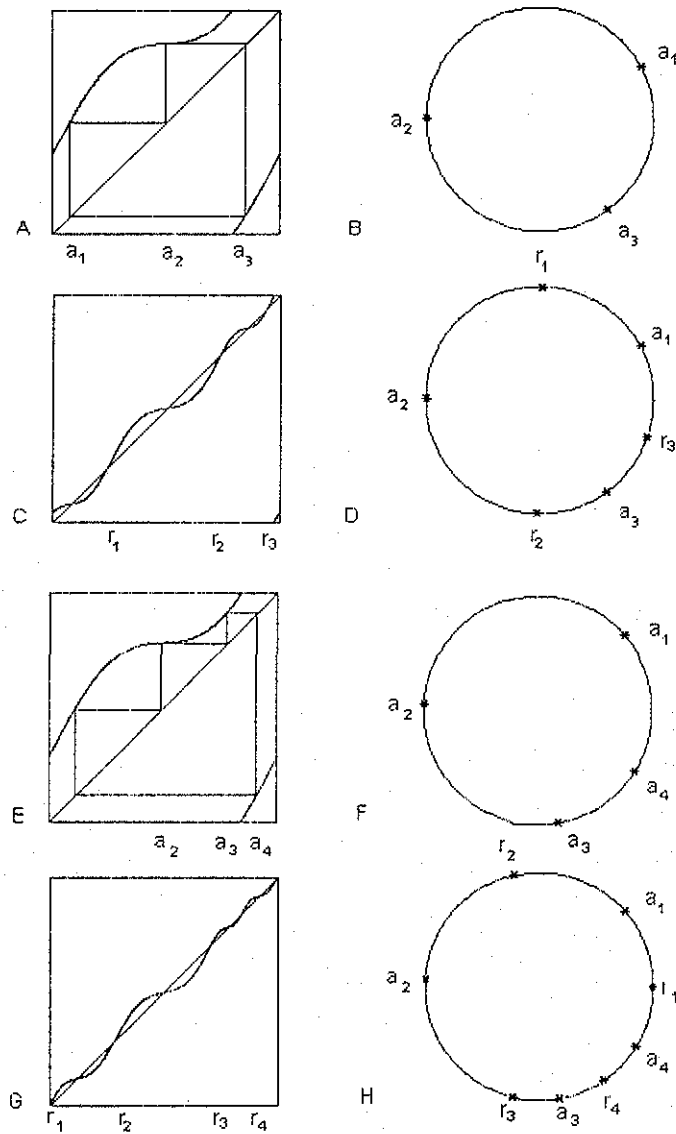 a₁
a₂
A
B
a₁ a₂ a₃
a₃
r₁
a₁
a₂
r₃
C
D
a₃
r₁ r₂ r₃
r₂
a₁
a₂
a₄
E
F
a₂ a₃ a₄
a₃
r₂
a₁
a₂
r₁
a₄
G
H
r₄
r₁ r₂ r₃ r₄
r₃ a₃